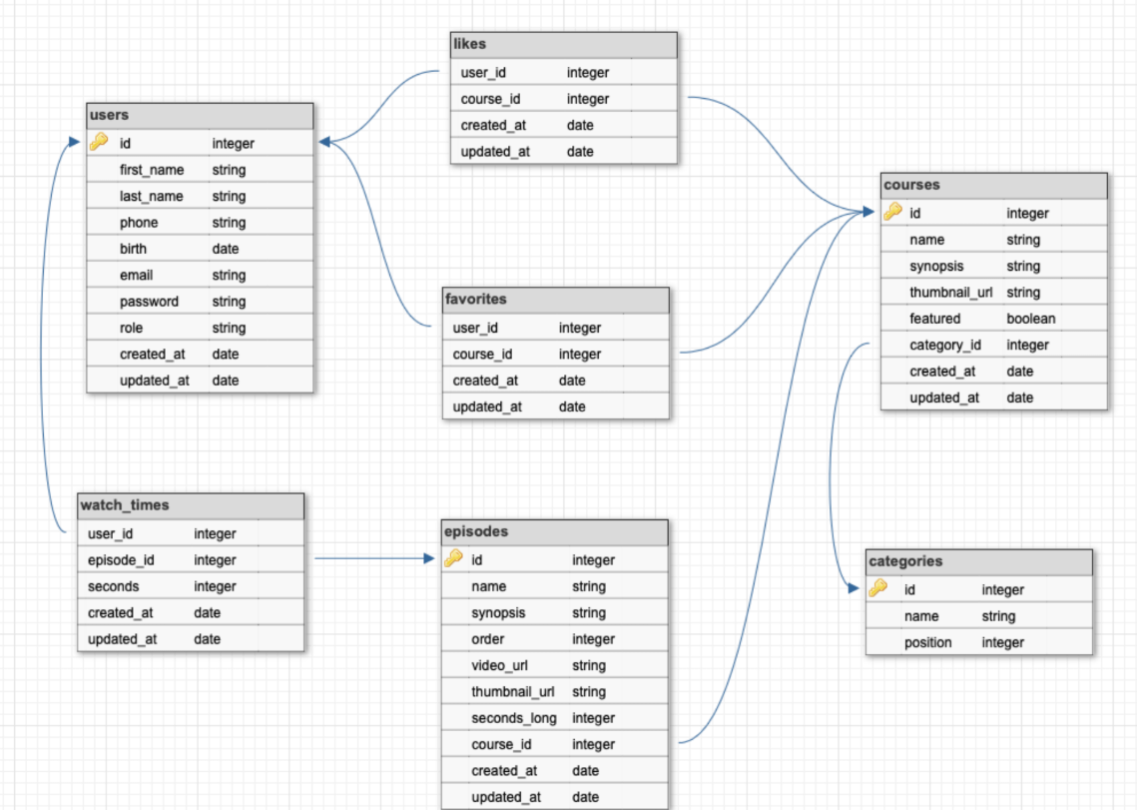 likes
user_id integer
course_id integer
created_at date
updated_at date
users
id integer
first_name string
last_name string
phone string
birth date
email string
password string
role string
created_at date
updated_at date
courses
id integer
name string
synopsis string
thumbnail_url string
featured boolean
category_id integer
created_at date
updated_at date
favorites
user_id integer
course_id integer
created_at date
updated_at date
watch_times
user_id integer
episode_id integer
seconds integer
created_at date
updated_at date
episodes
id integer
name string
synopsis string
order integer
video_url string
thumbnail_url string
seconds_long integer
course_id integer
created_at date
updated_at date
categories
id integer
name string
position integer